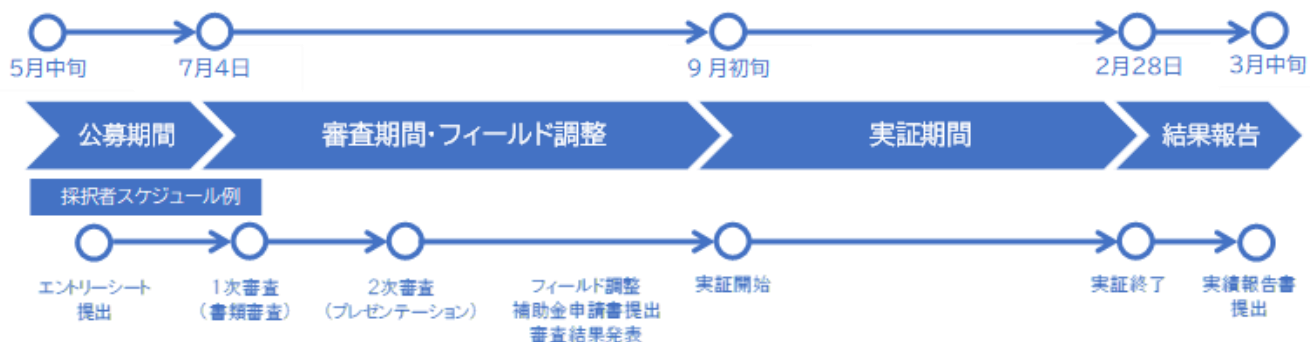 5月中旬
7月4日
9月初旬
2月28日
3月中旬
公募期間
審査期間・フィールド調整
実証期間
結果報告
採択者スケジュール例
エントリーシート
提出
1次審査
（書類審査）
2次審査
（プレゼンテーション）
フィールド調整
補助金申請書提出
審査結果発表
実証開始
実証終了
実績報告書
提出